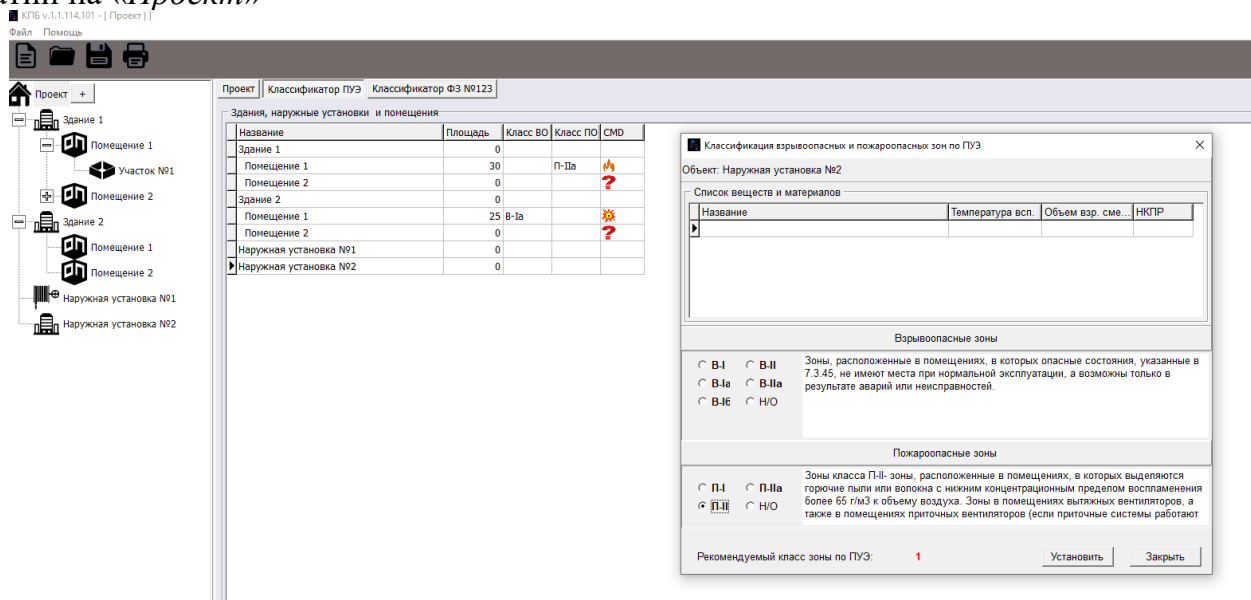 «Проект»
КПБ v.1.1.114.101 - [ Проект | ]
Файл Помощь
Проект +
Здание 1
Помещение 1
Участок №1
Помещение 2
Здание 2
Помещение 1
Помещение 2
Наружная установка №1
Наружная установка №2
Проект Классификатор ПУЭ Классификатор ФЗ №123
Здания, наружные установки и помещения
Название Площадь Класс ВО Класс ПО CMD
Здание 1 0
Помещение 1 30 П-IIа
Помещение 2 0
Здание 2 0
Помещение 1 25 В-Iа
Помещение 2 0
Наружная установка №1 0
Наружная установка №2 0
Классификация взрывоопасных и пожароопасных зон по ПУЭ
Объект: Наружная установка №2
Список веществ и материалов
Название Температура всп. Объем взр. сме... НКПР
Взрывоопасные зоны
В-I В-II
В-Iа В-IIа
В-Iб Н/О
Зоны, расположенные в помещениях, в которых опасные состояния, указанные в
7.3.45, не имеют места при нормальной эксплуатации, а возможны только в
результате аварий или неисправностей.
Пожароопасные зоны
П-I П-IIа
П-II Н/О
Зоны класса П-II- зоны, расположенные в помещениях, в которых выделяются
горючие пыли или волокна с нижним концентрационным пределом воспламенения
более 65 г/м3 к объему воздуха. Зоны в помещениях вытяжных вентиляторов, а
также в помещениях приточных вентиляторов (если приточные системы работают
Рекомендуемый класс зоны по ПУЭ: 1 Установить Закрыть